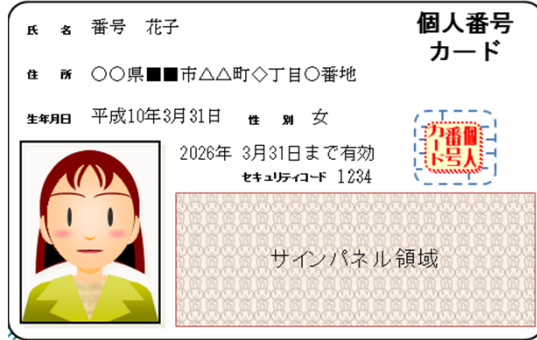 氏 名 番号 花子
個人番号
カード
住 所 ○○県■■市△△町◇丁目○番地
生年月日 平成10年3月31日 性 別 女
2026年 3月31日まで有効
セキュリティコード 1234
個人
番号
カード
サインパネル領域